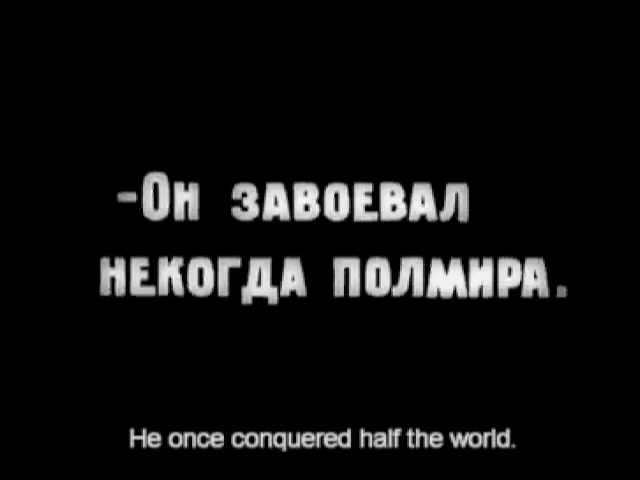 -Он ЗАВОЕВАЛ
НЕКОГДА ПОЛМИРА.
He once conquered half the world.